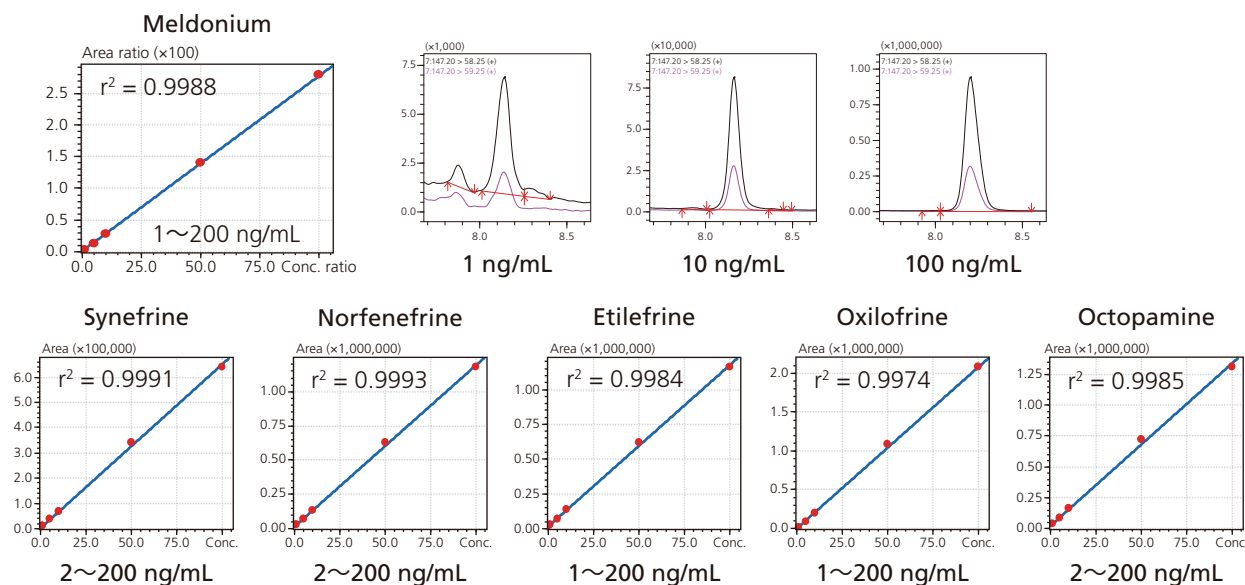 Meldonium
Area ratio (×100)
r² = 0.9988
2.5
2.0
1.5
1.0
0.5
0.0
1～200 ng/mL
0.0 25.0 50.0 75.0 Conc. ratio
(×1,000)
7:147.20 > 58.25 (+)
7:147.20 > 59.25 (+)
7.5
5.0
2.5
0.0
8.0 8.5
1 ng/mL
(×10,000)
7:147.20 > 58.25 (+)
7:147.20 > 59.25 (+)
7.5
5.0
2.5
0.0
8.0 8.5
10 ng/mL
(×1,000,000)
7:147.20 > 58.25 (+)
7:147.20 > 59.25 (+)
1.00
0.75
0.50
0.25
0.00
8.0 8.5
100 ng/mL
Synefrine
Area (×100,000)
r² = 0.9991
6.0
5.0
4.0
3.0
2.0
1.0
0.0
0.0 25.0 50.0 75.0 Conc.
2～200 ng/mL
Norfenefrine
Area (×1,000,000)
r² = 0.9993
1.00
0.75
0.50
0.25
0.00
0.0 25.0 50.0 75.0 Conc.
2～200 ng/mL
Etilefrine
Area (×1,000,000)
r² = 0.9984
1.00
0.75
0.50
0.25
0.00
0.0 25.0 50.0 75.0 Conc.
1～200 ng/mL
Oxilofrine
Area (×1,000,000)
r² = 0.9974
2.0
1.5
1.0
0.5
0.0
0.0 25.0 50.0 75.0 Conc.
1～200 ng/mL
Octopamine
Area (×1,000,000)
r² = 0.9985
1.25
1.00
0.75
0.50
0.25
0.00
0.0 25.0 50.0 75.0 Conc.
2～200 ng/mL